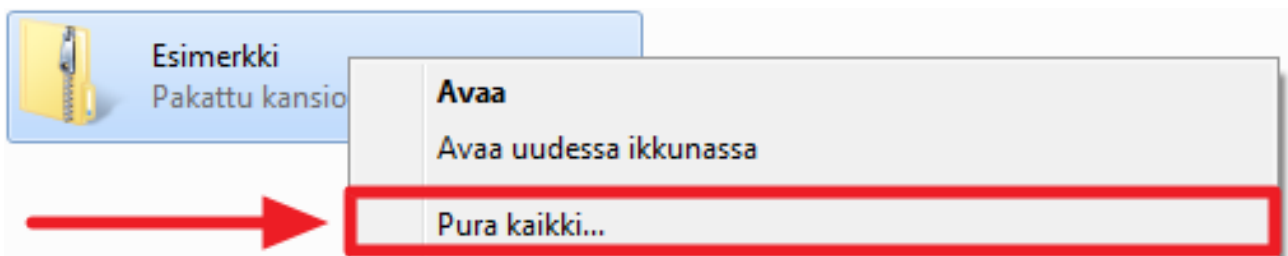 Esimerkki
Pakattu kansio
Avaa
Avaa uudessa ikkunassa
Pura kaikki...